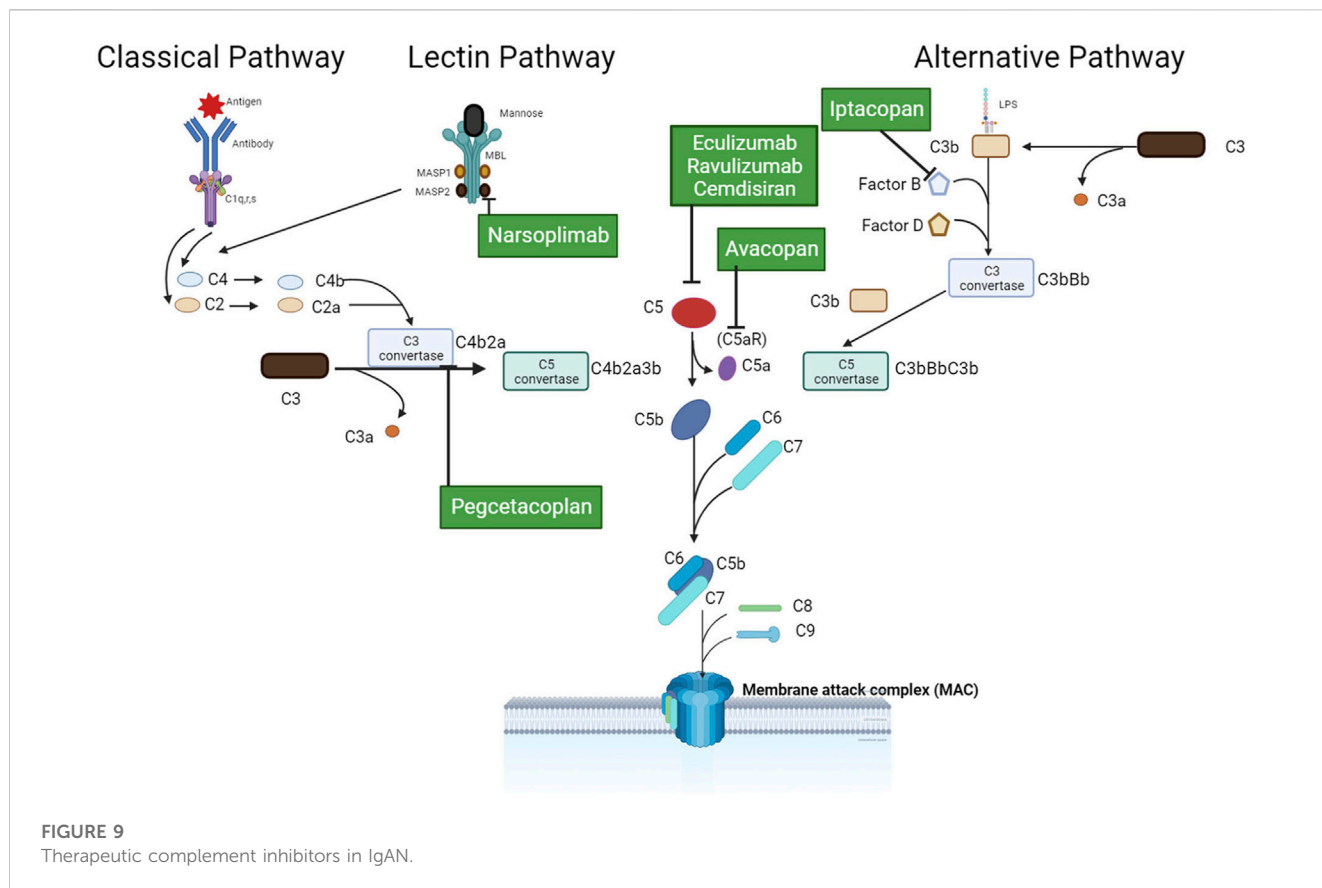 Classical Pathway
Lectin Pathway
Alternative Pathway
Antigen
Antibody
C1q,r,s
Mannose
MBL
MASP1
MASP2
Narsoplimab
C4
C4b
C2
C2a
C3
convertase
C4b2a
C3
C3a
C5
convertase
C4b2a3b
Pegcetacoplan
Eculizumab
Ravulizumab
Cemdisiran
Avacopan
C5
(C5aR)
C5a
C5b
C6
C7
C6
C5b
C7
C8
C9
Membrane attack complex (MAC)
Iptacopan
LPS
C3b
C3
C3a
Factor B
Factor D
C3
convertase
C3bBb
C3b
C5
convertase
C3bBbC3b
FIGURE 9
Therapeutic complement inhibitors in IgAN.